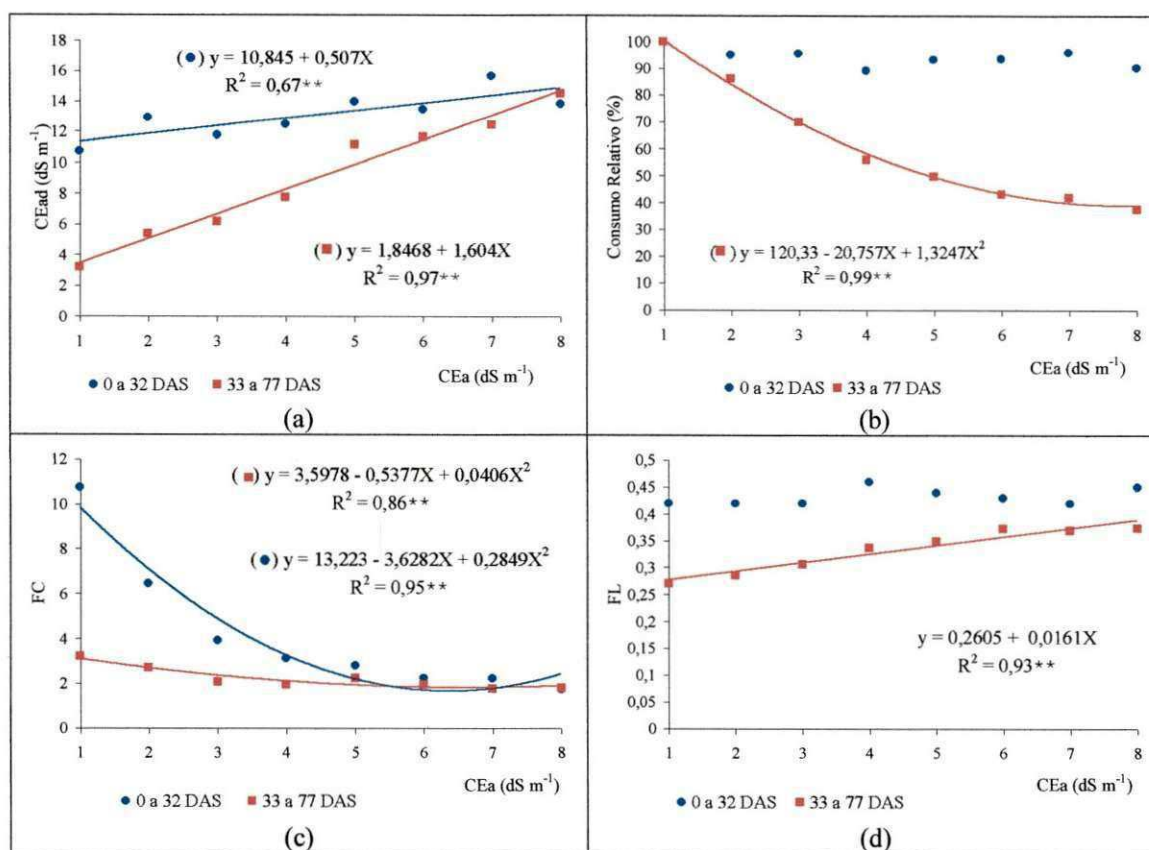 18
16
14
12
10
8
6
4
2
0
CEad (dS m⁻¹)
(●) y = 10,845 + 0,507X
R² = 0,67**
(■) y = 1,8468 + 1,604X
R² = 0,97**
1 2 3 4 5 6 7 8
CEa (dS m⁻¹)
● 0 a 32 DAS ■ 33 a 77 DAS
(a)
100
90
80
70
60
50
40
30
20
10
0
Consumo Relativo (%)
(■) y = 120,33 - 20,757X + 1,3247X²
R² = 0,99**
1 2 3 4 5 6 7 8
CEa (dS m⁻¹)
● 0 a 32 DAS ■ 33 a 77 DAS
(b)
12
10
8
6
4
2
0
FC
(■) y = 3,5978 - 0,5377X + 0,0406X²
R² = 0,86**
(●) y = 13,223 - 3,6282X + 0,2849X²
R² = 0,95**
1 2 3 4 5 6 7 8
CEa (dS m⁻¹)
● 0 a 32 DAS ■ 33 a 77 DAS
(c)
0,5
0,45
0,4
0,35
0,3
0,25
0,2
0,15
0,1
0,05
0
FL
y = 0,2605 + 0,0161X
R² = 0,93**
1 2 3 4 5 6 7 8
CEa (dS m⁻¹)
● 0 a 32 DAS ■ 33 a 77 DAS
(d)